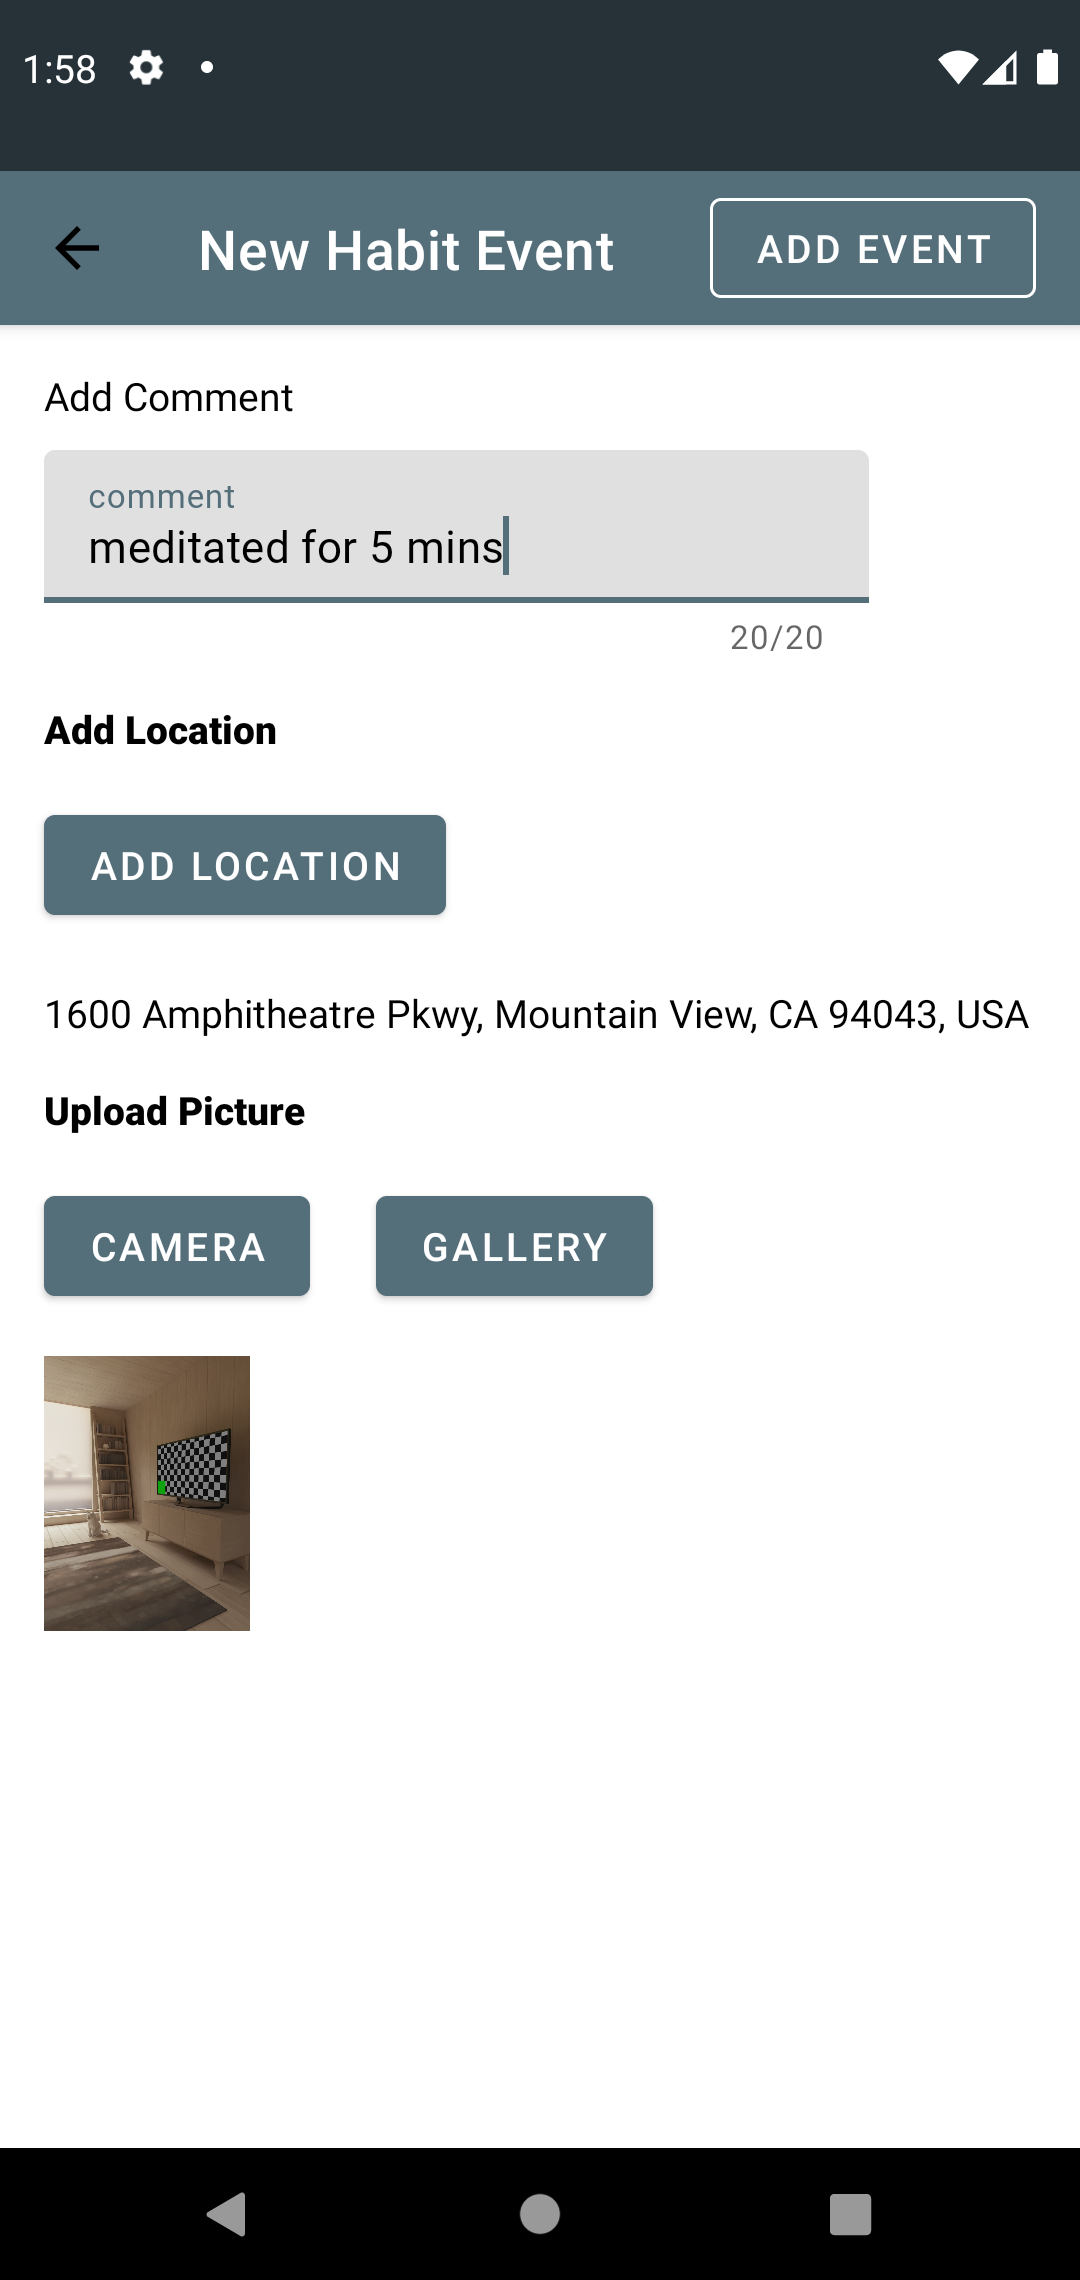 1:58
New Habit Event
ADD EVENT
Add Comment
comment
meditated for 5 mins
20/20
Add Location
ADD LOCATION
1600 Amphitheatre Pkwy, Mountain View, CA 94043, USA
Upload Picture
CAMERA
GALLERY